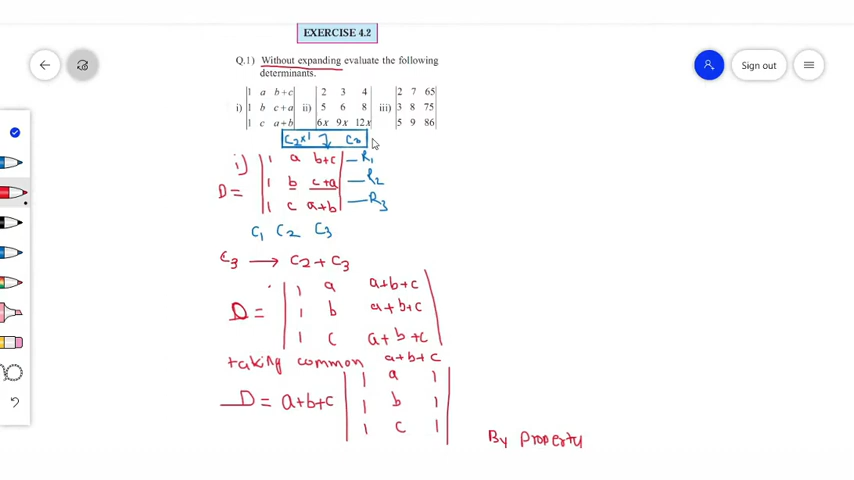 EXERCISE 4.2
Q.1) Without expanding evaluate the following
determinants.
i) |1 a b+c| ii) |2 3 4| iii) |2 7 65|
|1 b c+a| |5 6 8| |3 8 75|
|1 c a+b| |6x 9x 12x| |5 9 86|
Sign out
C2×1 C3
i) |1 a b+c| — R1
D = |1 b c+a| — R2
|1 c a+b| — R3
C1 C2 C3
C3 → C2 + C3
|1 a a+b+c|
D = |1 b a+b+c|
|1 c a+b+c|
taking common a+b+c
|1 a 1|
D = a+b+c |1 b 1|
|1 c 1|
By Property